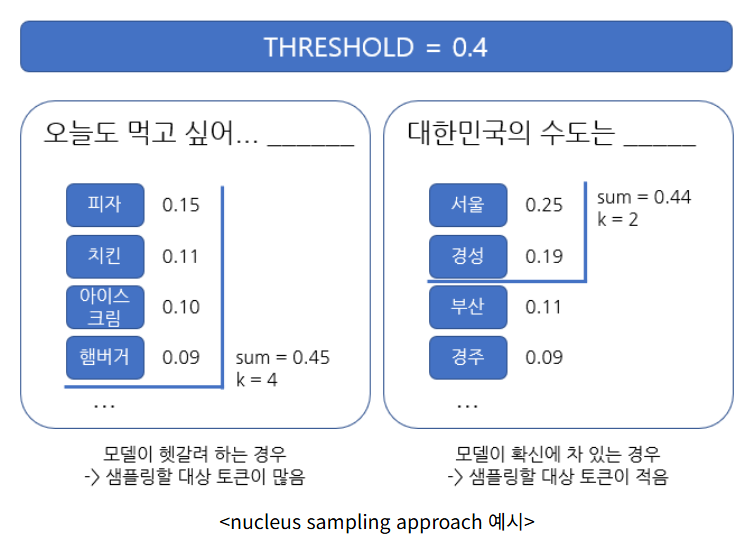 THRESHOLD = 0.4
오늘도 먹고 싶어... ______
피자 0.15
치킨 0.11
아이스
크림 0.10
햄버거 0.09
sum = 0.45
k = 4
...
모델이 헷갈려 하는 경우
-> 샘플링할 대상 토큰이 많음
대한민국의 수도는 _____
서울 0.25
경성 0.19
sum = 0.44
k = 2
부산 0.11
경주 0.09
...
모델이 확신에 차 있는 경우
-> 샘플링할 대상 토큰이 적음
<nucleus sampling approach 예시>